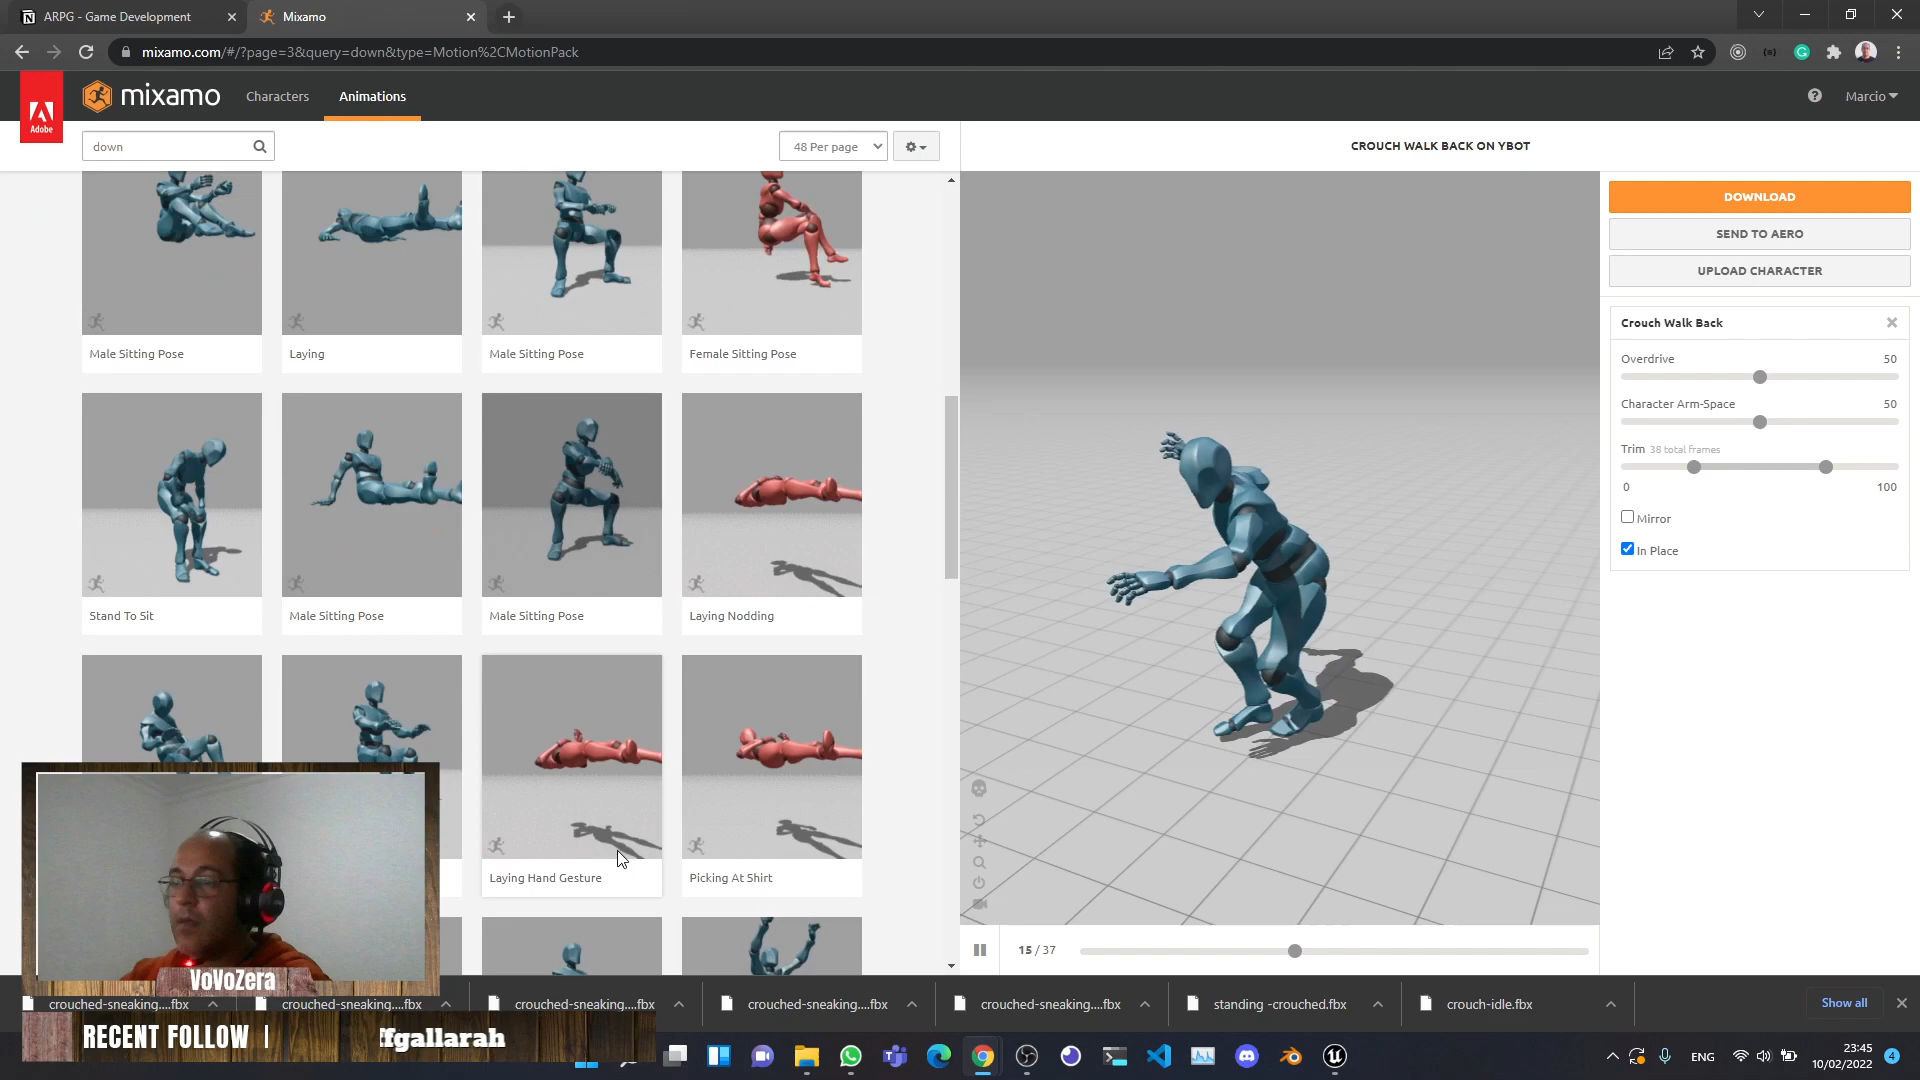 ARPG - Game Development
Mixamo
mixamo.com/#/?page=3&query=down&type=Motion%2CMotionPack
Adobe
mixamo
Characters
Animations
Marcio
down
48 Per page
CROUCH WALK BACK ON YBOT
Male Sitting Pose
Laying
Male Sitting Pose
Female Sitting Pose
Stand To Sit
Male Sitting Pose
Male Sitting Pose
Laying Nodding
Laying Hand Gesture
Picking At Shirt
DOWNLOAD
SEND TO AERO
UPLOAD CHARACTER
Crouch Walk Back
Overdrive 50
Character Arm-Space 50
Trim 38 total frames
0 100
Mirror
In Place
15 / 37
VoVoZera
crouched-sneaking....fbx
crouched-sneaking....fbx
crouched-sneaking....fbx
crouched-sneaking....fbx
crouched-sneaking....fbx
standing -crouched.fbx
crouch-idle.fbx
Show all
RECENT FOLLOW |
ffgallarah
ENG
23:45
10/02/2022
4